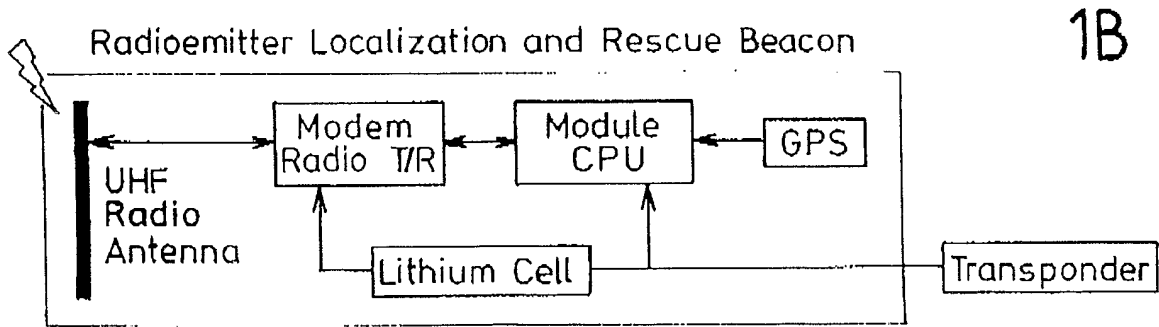 1B
Radioemitter Localization and Rescue Beacon
Modem
Radio T/R
Module
CPU
GPS
UHF
Radio
Antenna
Lithium Cell
Transponder